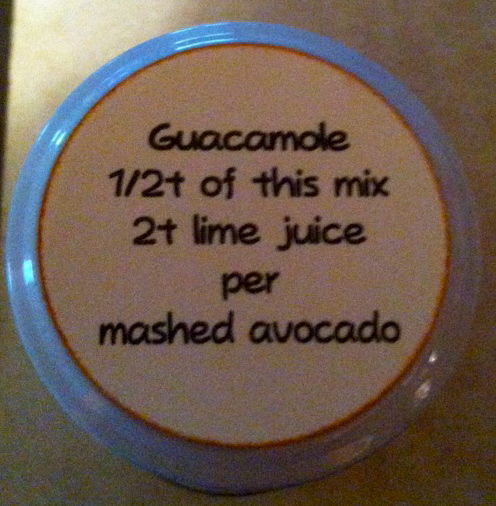 Guacamole
1/2t of this mix
2t lime juice
per
mashed avocado